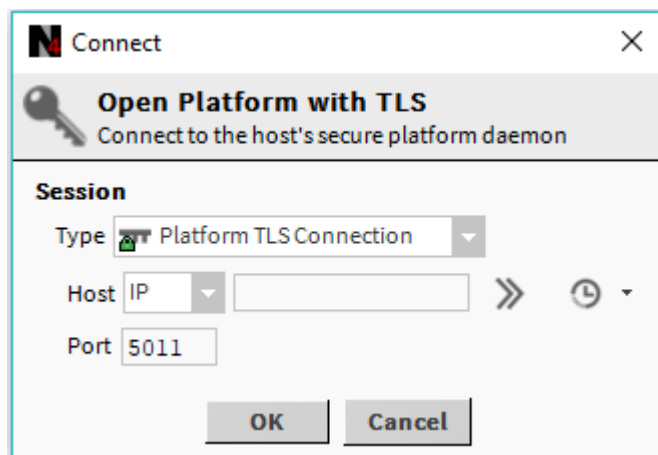 N4 Connect
Open Platform with TLS
Connect to the host's secure platform daemon
Session
Type Platform TLS Connection
Host IP
Port 5011
OK Cancel